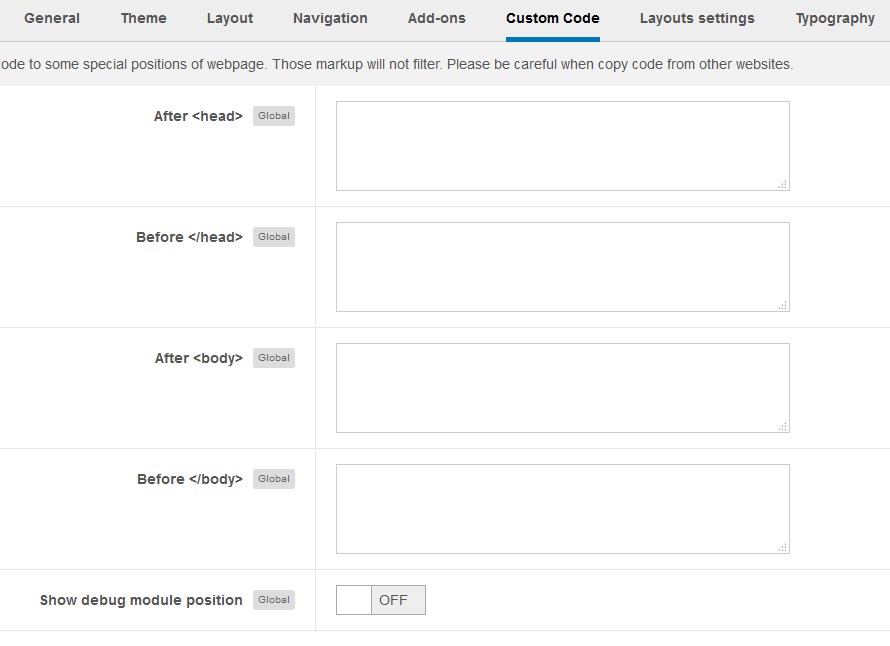 General Theme Layout Navigation Add-ons Custom Code Layouts settings Typography
ode to some special positions of webpage. Those markup will not filter. Please be careful when copy code from other websites.
After <head> Global
Before </head> Global
After <body> Global
Before </body> Global
Show debug module position Global OFF